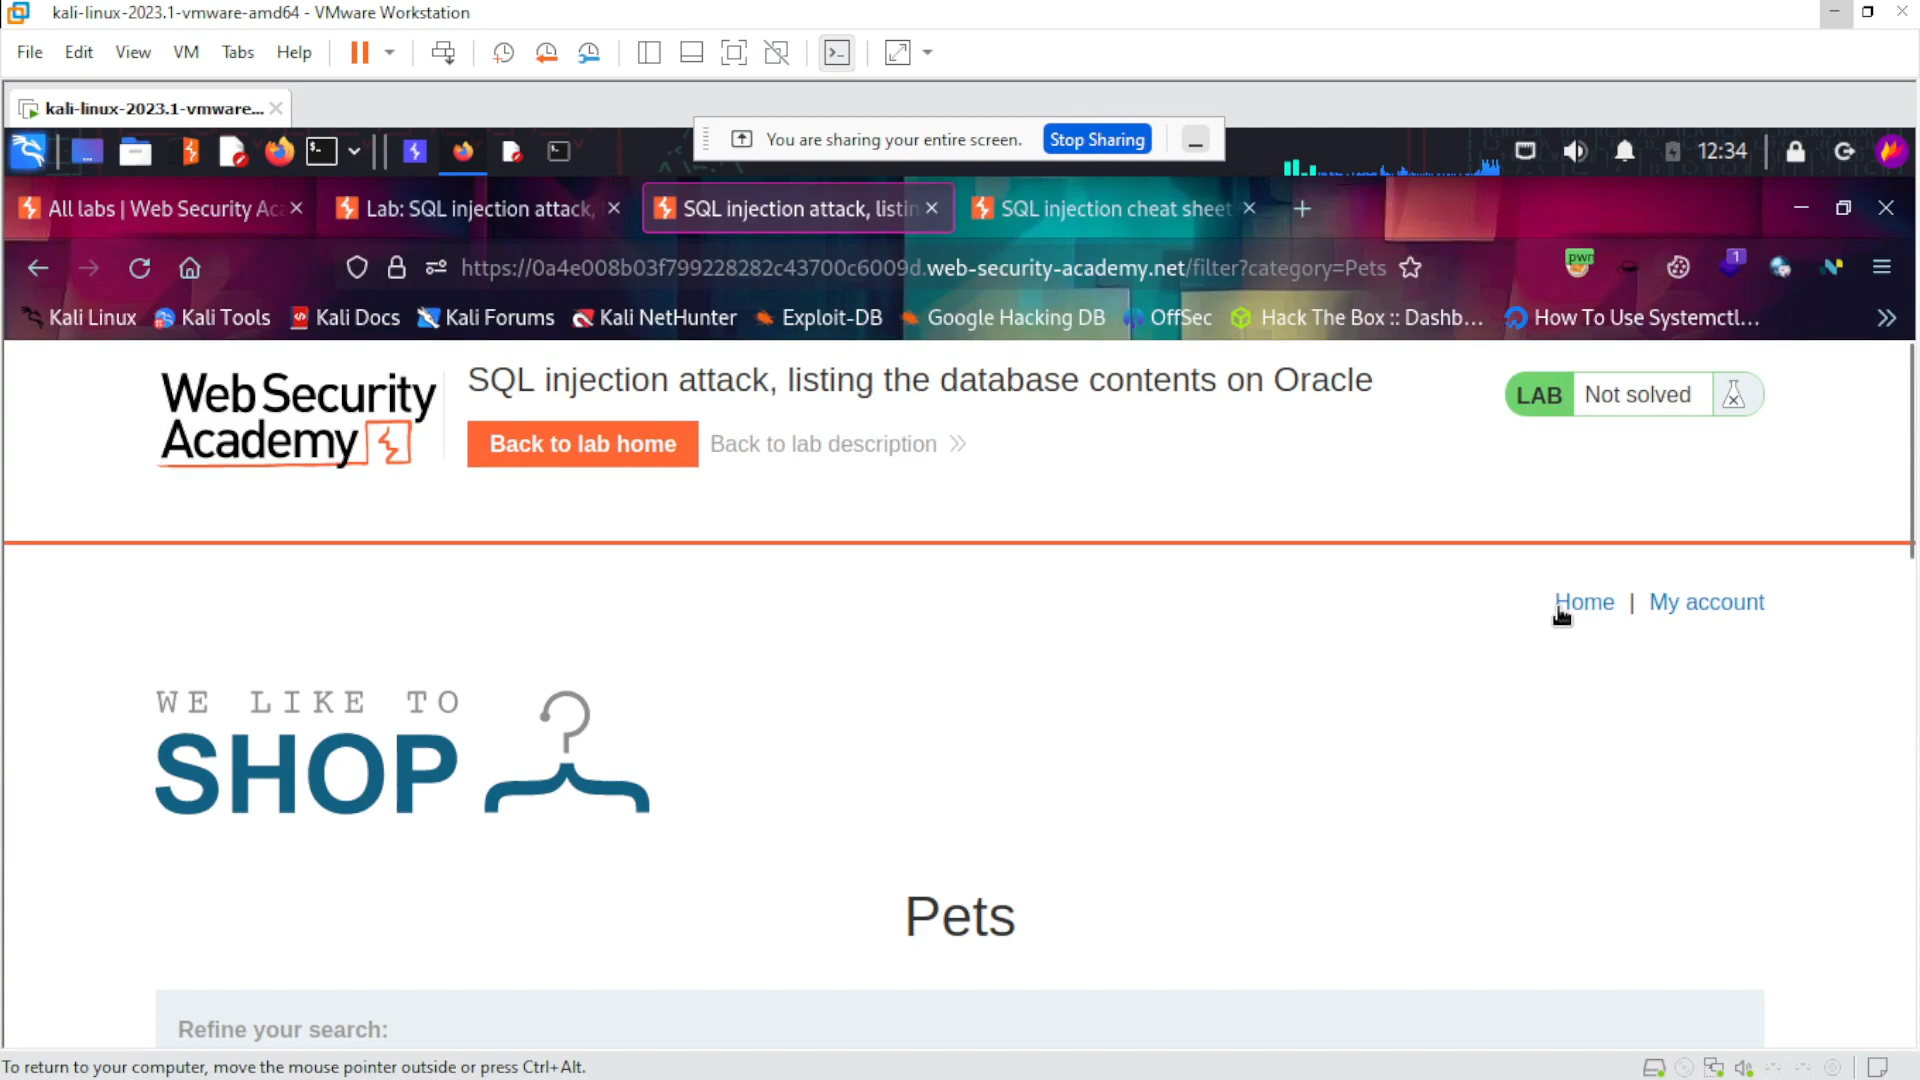 kali-linux-2023.1-vmware-amd64 - VMware Workstation
File Edit View VM Tabs Help
kali-linux-2023.1-vmware...
You are sharing your entire screen. Stop Sharing
12:34
All labs | Web Security Aca
Lab: SQL injection attack,
SQL injection attack, listin
SQL injection cheat sheet
https://0a4e008b03f799228282c43700c6009d.web-security-academy.net/filter?category=Pets
pwn
1
Kali Linux Kali Tools Kali Docs Kali Forums Kali NetHunter Exploit-DB Google Hacking DB OffSec Hack The Box :: Dashb... How To Use Systemctl...
Web Security
Academy
SQL injection attack, listing the database contents on Oracle
Back to lab home Back to lab description
LAB Not solved
Home | My account
WE LIKE TO
SHOP
Pets
Refine your search:
To return to your computer, move the mouse pointer outside or press Ctrl+Alt.